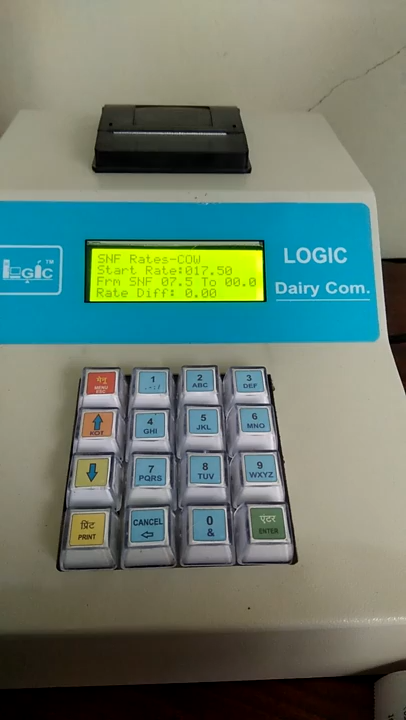 SNF Rates-COW
Start Rate:017.50
Frm SNF 07.5 To 00.0
Rate Diff: 0.00
LOGIC TM
LOGIC
Dairy Com.
मेनू
MENU
ESC
1
2
ABC
3
DEF
4
GHI
5
JKL
6
MNO
7
PQRS
8
TUV
9
WXYZ
प्रिंट
PRINT
CANCEL
0
&
एंटर
ENTER